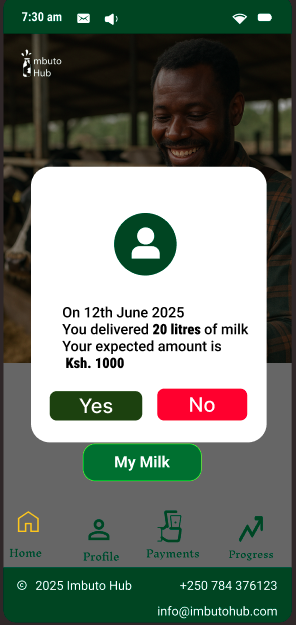 7:30 am
mbuto
Hub
On 12th June 2025
You delivered 20 litres of milk
Your expected amount is
Ksh. 1000
Yes No
My Milk
Home Profile Payments Progress
© 2025 Imbuto Hub +250 784 376123
info@imbutohub.com